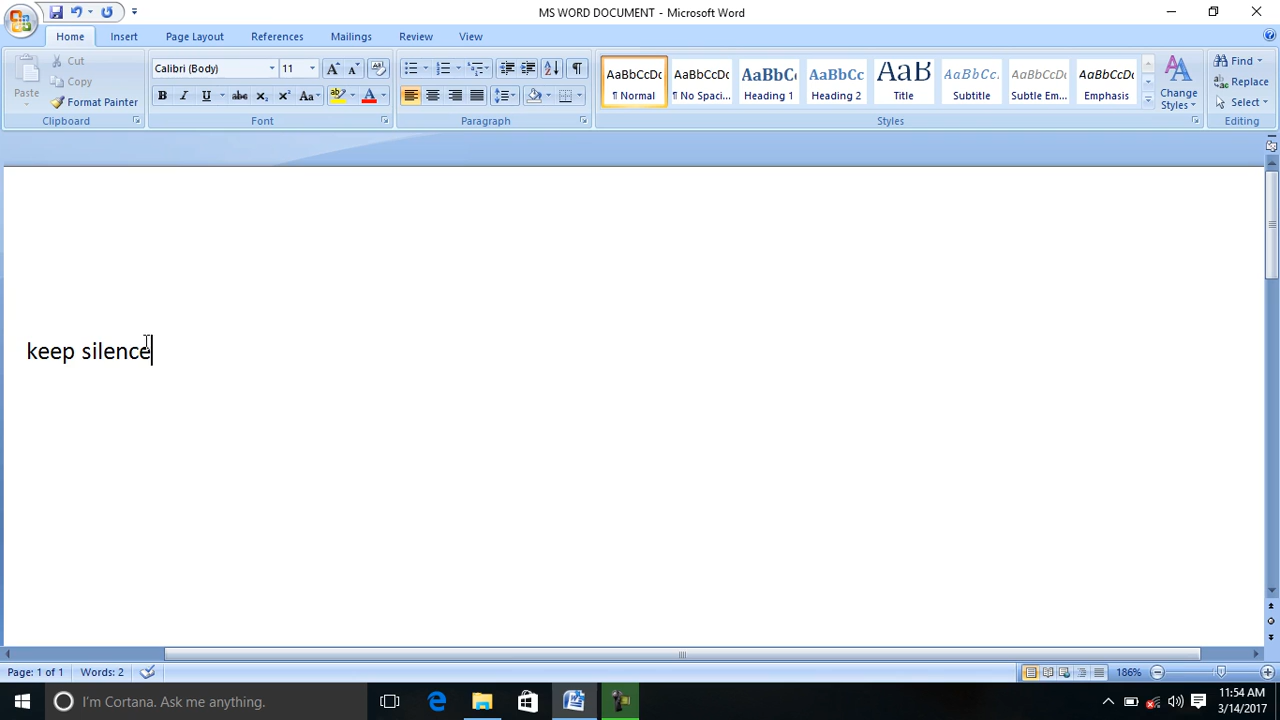 MS WORD DOCUMENT - Microsoft Word
Home Insert Page Layout References Mailings Review View
Paste
Cut
Copy
Format Painter
Clipboard
Calibri (Body) 11
Font
Paragraph
AaBbCcDc AaBbCcDc AaBbC AaBbCc AaB AaBbCc. AaBbCcDc AaBbCcDc
¶ Normal ¶ No Spaci... Heading 1 Heading 2 Title Subtitle Subtle Em... Emphasis
Change
Styles
Styles
Find
Replace
Select
Editing
keep silence
Page: 1 of 1 Words: 2
186%
I'm Cortana. Ask me anything.
11:54 AM
3/14/2017